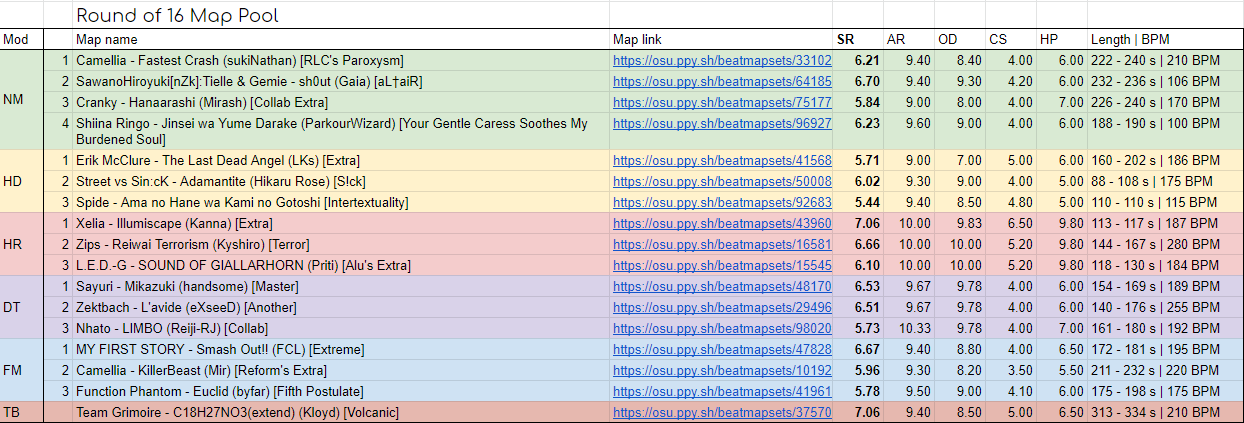 Round of 16 Map Pool
Mod Map name Map link SR AR OD CS HP Length | BPM
NM
1 Camellia - Fastest Crash (sukiNathan) [RLC's Paroxysm] https://osu.ppy.sh/beatmapsets/33102 6.21 9.40 8.40 4.00 6.00 222 - 240 s | 210 BPM
2 SawanoHiroyuki[nZk]:Tielle & Gemie - sh0ut (Gaia) [aL†aiR] https://osu.ppy.sh/beatmapsets/64185 6.70 9.40 9.30 4.20 6.00 232 - 236 s | 106 BPM
3 Cranky - Hanaarashi (Mirash) [Collab Extra] https://osu.ppy.sh/beatmapsets/75177 5.84 9.00 8.00 4.00 7.00 226 - 240 s | 170 BPM
4 Shiina Ringo - Jinsei wa Yume Darake (ParkourWizard) [Your Gentle Caress Soothes My https://osu.ppy.sh/beatmapsets/96927 6.23 9.60 9.00 4.00 6.00 188 - 190 s | 100 BPM
Burdened Soul]
HD
1 Erik McClure - The Last Dead Angel (LKs) [Extra] https://osu.ppy.sh/beatmapsets/41568 5.71 9.00 7.00 5.00 6.00 160 - 202 s | 186 BPM
2 Street vs Sin:cK - Adamantite (Hikaru Rose) [S!ck] https://osu.ppy.sh/beatmapsets/50008 6.02 9.30 9.00 4.00 5.00 88 - 108 s | 175 BPM
3 Spide - Ama no Hane wa Kami no Gotoshi [Intertextuality] https://osu.ppy.sh/beatmapsets/92683 5.44 9.40 8.50 4.80 5.00 110 - 110 s | 115 BPM
HR
1 Xelia - Illumiscape (Kanna) [Extra] https://osu.ppy.sh/beatmapsets/43960 7.06 10.00 9.83 6.50 9.80 113 - 117 s | 187 BPM
2 Zips - Reiwai Terrorism (Kyshiro) [Terror] https://osu.ppy.sh/beatmapsets/16581 6.66 10.00 10.00 5.20 9.80 144 - 167 s | 280 BPM
3 L.E.D.-G - SOUND OF GIALLARHORN (Priti) [Alu's Extra] https://osu.ppy.sh/beatmapsets/15545 6.10 10.00 10.00 5.20 9.80 118 - 130 s | 184 BPM
DT
1 Sayuri - Mikazuki (handsome) [Master] https://osu.ppy.sh/beatmapsets/48170 6.53 9.67 9.78 4.00 6.00 154 - 169 s | 189 BPM
2 Zektbach - L'avide (eXseeD) [Another] https://osu.ppy.sh/beatmapsets/29496 6.51 9.67 9.78 4.00 6.00 140 - 176 s | 255 BPM
3 Nhato - LIMBO (Reiji-RJ) [Collab] https://osu.ppy.sh/beatmapsets/98020 5.73 10.33 9.78 4.00 7.00 161 - 180 s | 192 BPM
FM
1 MY FIRST STORY - Smash Out!! (FCL) [Extreme] https://osu.ppy.sh/beatmapsets/47828 6.67 9.40 8.80 4.00 6.50 172 - 181 s | 195 BPM
2 Camellia - KillerBeast (Mir) [Reform's Extra] https://osu.ppy.sh/beatmapsets/10192 5.96 9.30 8.20 3.50 5.50 211 - 232 s | 220 BPM
3 Function Phantom - Euclid (byfar) [Fifth Postulate] https://osu.ppy.sh/beatmapsets/41961 5.78 9.50 9.00 4.10 6.00 175 - 198 s | 175 BPM
TB Team Grimoire - C18H27NO3(extend) (Kloyd) [Volcanic] https://osu.ppy.sh/beatmapsets/37570 7.06 9.40 8.50 5.00 6.50 313 - 334 s | 210 BPM